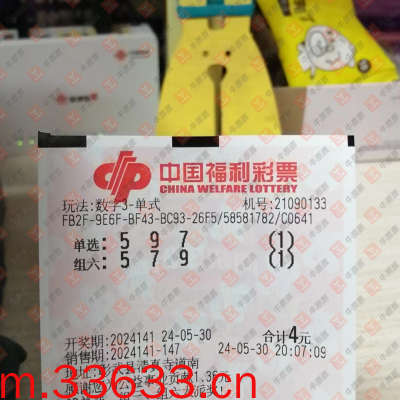 中国福利彩票
CHINA WELFARE LOTTERY
玩法:数字3-单式 机号:21090133
FB2F-9E6F-BF43-BC93-26F5/58581782/C0641
单选: 5 9 7 (1)
组六: 5 7 9 (1)
开奖期:2024141 24-05-30 合计4元
销售期:2024141-147 24-05-30 20:07:09
m.33633.cn